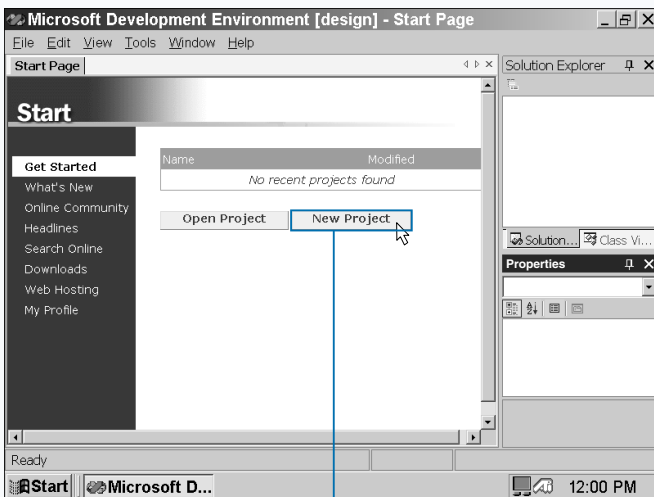 Microsoft Development Environment [design] - Start Page
File Edit View Tools Window Help
Start Page
Solution Explorer
Start
Get Started
What's New
Online Community
Headlines
Search Online
Downloads
Web Hosting
My Profile
Name Modified
No recent projects found
Open Project New Project
Solution... Class Vi...
Properties
Ready
Start Microsoft D... 12:00 PM